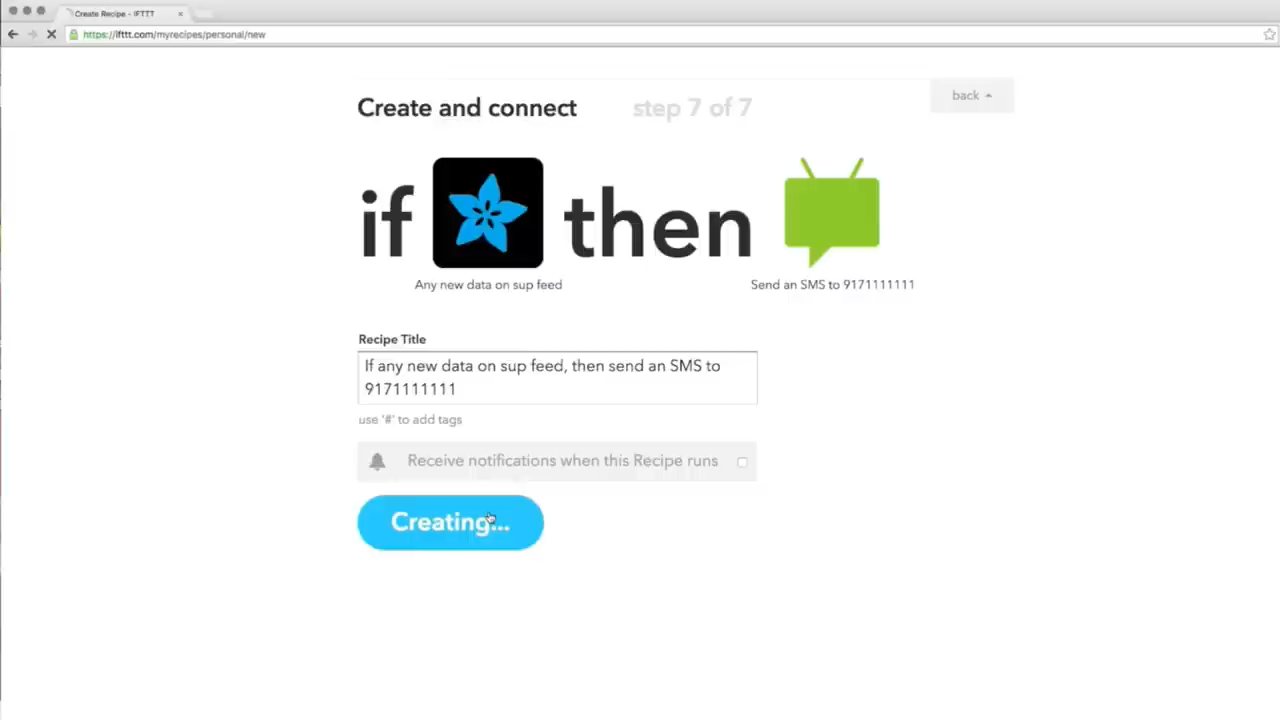 Create Recipe - IFTTT
https://ifttt.com/myrecipes/personal/new
back
Create and connect step 7 of 7
if then
Any new data on sup feed Send an SMS to 9171111111
Recipe Title
If any new data on sup feed, then send an SMS to
9171111111
use '#' to add tags
Receive notifications when this Recipe runs
Creating...